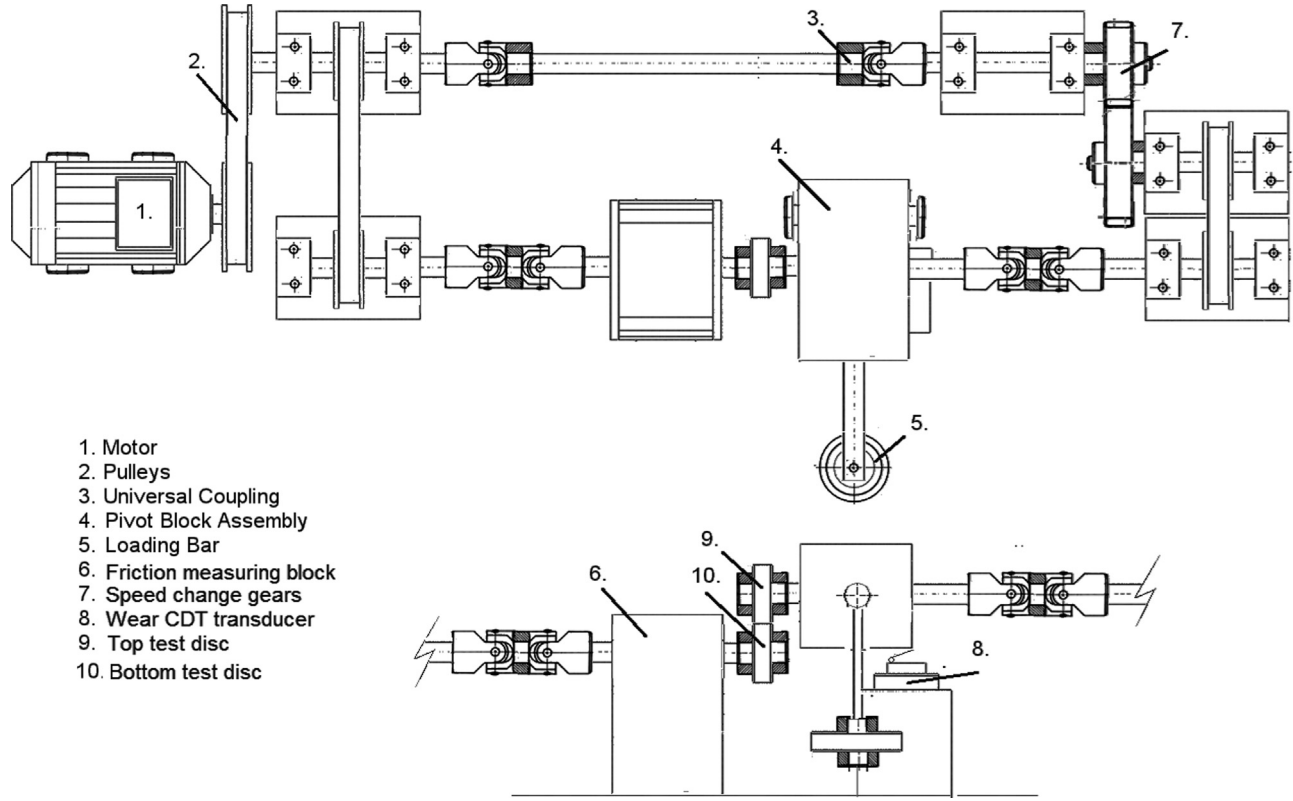 3.
7.
2.
4.
1.
5.
1. Motor
2. Pulleys
3. Universal Coupling
4. Pivot Block Assembly
5. Loading Bar
6. Friction measuring block
7. Speed change gears
8. Wear CDT transducer
9. Top test disc
10. Bottom test disc
9.
10.
6.
8.